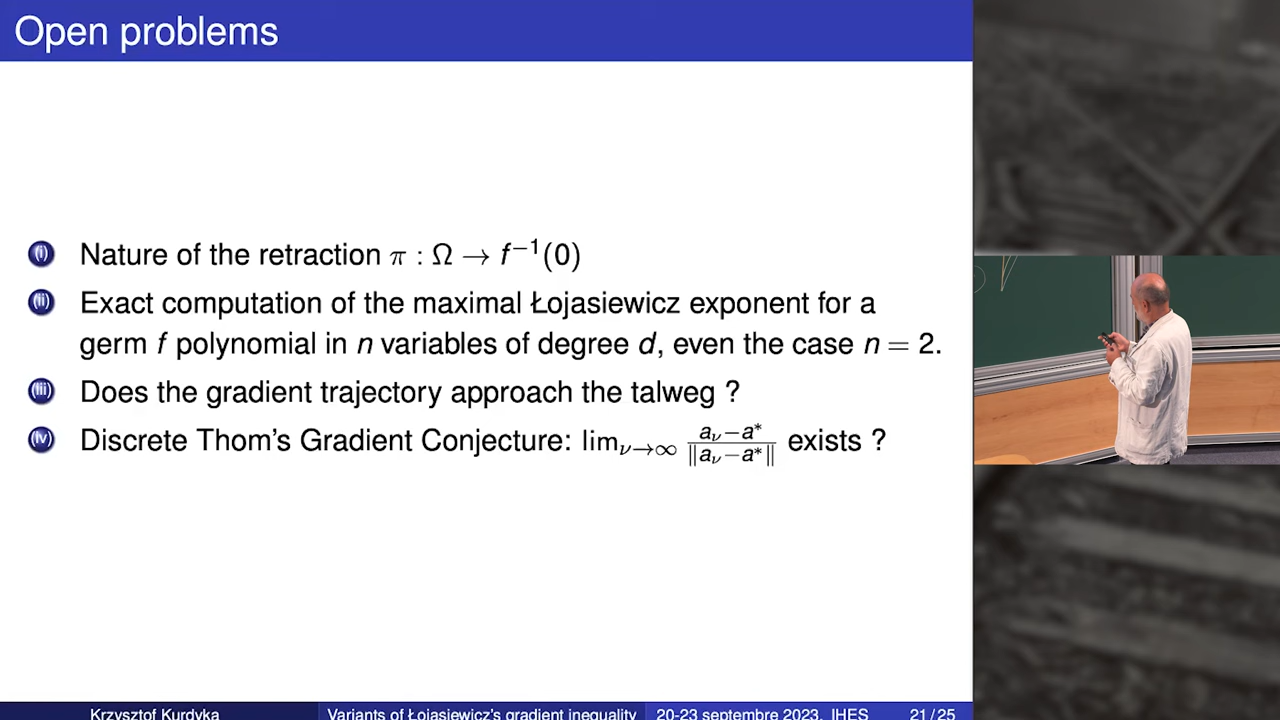 Open problems
(i) Nature of the retraction π : Ω → f⁻¹(0)
(ii) Exact computation of the maximal Łojasiewicz exponent for a
germ f polynomial in n variables of degree d, even the case n = 2.
(iii) Does the gradient trajectory approach the talweg ?
(iv) Discrete Thom's Gradient Conjecture: lim_{ν→∞} (a_ν − a*) / ‖a_ν − a*‖ exists ?
Krzysztof Kurdyka Variants of Łojasiewicz's gradient inequality 20-23 septembre 2023, IHES 21 / 25